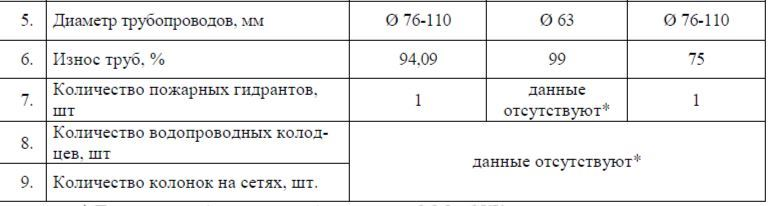 5. Диаметр трубопроводов, мм Ø 76-110 Ø 63 Ø 76-110
6. Износ труб, % 94,09 99 75
7. Количество пожарных гидрантов, шт 1 данные отсутствуют* 1
8. Количество водопроводных колод-
цев, шт
данные отсутствуют*
9. Количество колонок на сетях, шт.